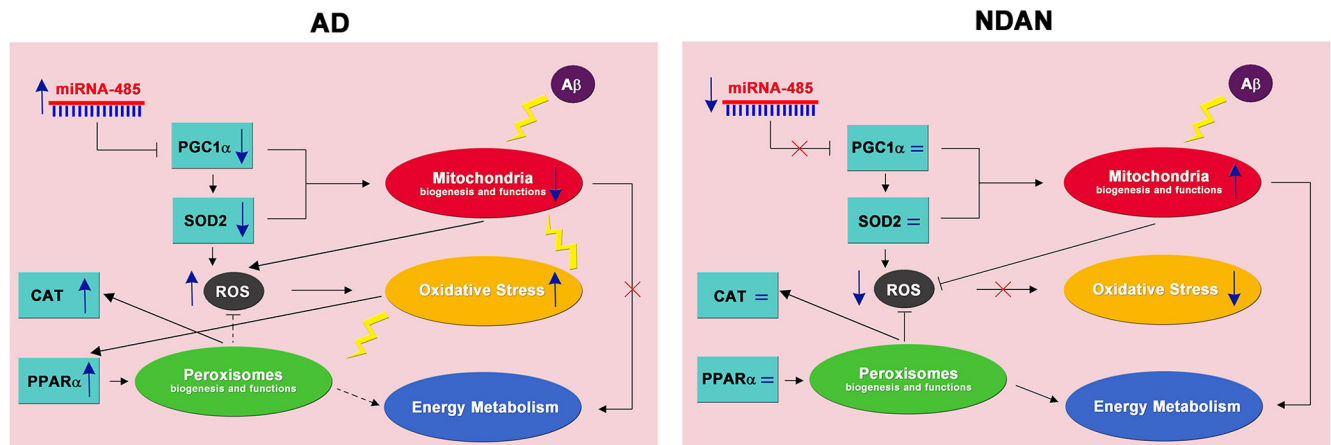 AD
miRNA-485
Aβ
PGC1α
Mitochondria
biogenesis and functions
SOD2
CAT
ROS
Oxidative Stress
PPARα
Peroxisomes
biogenesis and functions
Energy Metabolism
NDAN
miRNA-485
Aβ
PGC1α =
Mitochondria
biogenesis and functions
SOD2 =
CAT =
ROS
Oxidative Stress
PPARα =
Peroxisomes
biogenesis and functions
Energy Metabolism